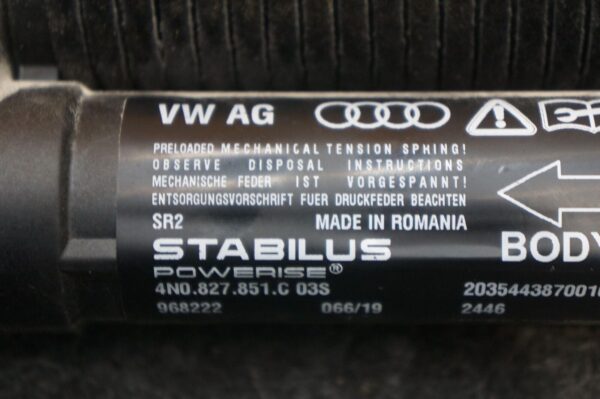 VW AG
PRELOADED MECHANICAL TENSION SPRING!
OBSERVE DISPOSAL INSTRUCTIONS
MECHANISCHE FEDER IST VORGESPANNT!
ENTSORGUNGSVORSCHRIFT FUER DRUCKFEDER BEACHTEN
SR2 MADE IN ROMANIA
STABILUS BODY
POWERISE®
4N0.827.851.C 03S 2035443870010
968222 066/19 2446